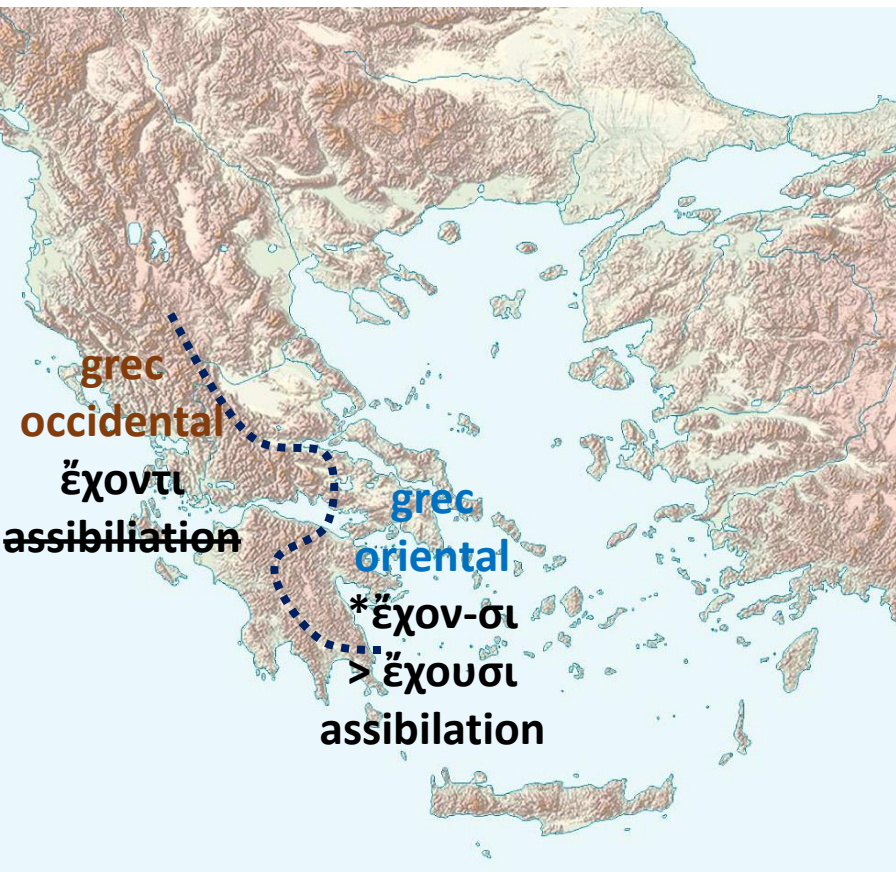 grec
occidental
ἔχοντι
assibiliation
grec
oriental
*ἔχον-σι
> ἔχουσι
assibilation